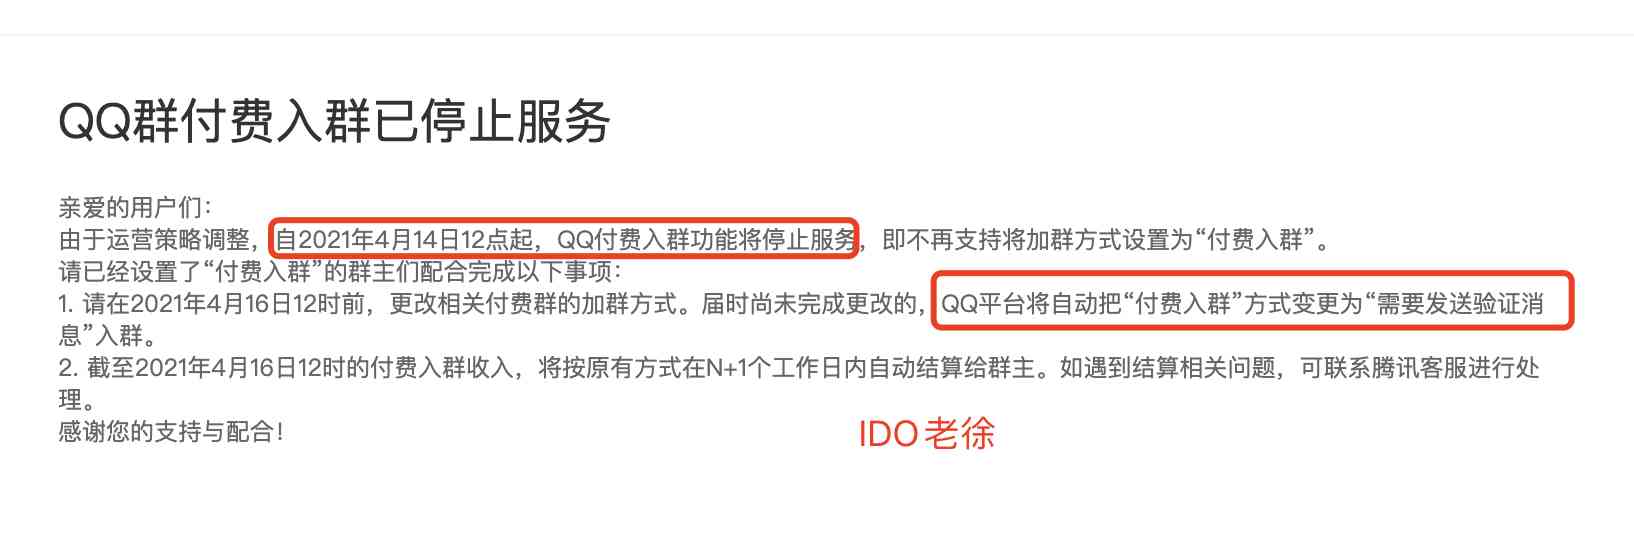 QQ群付费入群已停止服务
亲爱的用户们：
由于运营策略调整，自2021年4月14日12点起，QQ付费入群功能将停止服务，即不再支持将加群方式设置为“付费入群”。
请已经设置了“付费入群”的群主们配合完成以下事项：
1. 请在2021年4月16日12时前，更改相关付费群的加群方式。届时尚未完成更改的，QQ平台将自动把“付费入群”方式变更为“需要发送验证消
息”入群。
2. 截至2021年4月16日12时的付费入群收入，将按原有方式在N+1个工作日内自动结算给群主。如遇到结算相关问题，可联系腾讯客服进行处
理。
感谢您的支持与配合！
IDO老徐